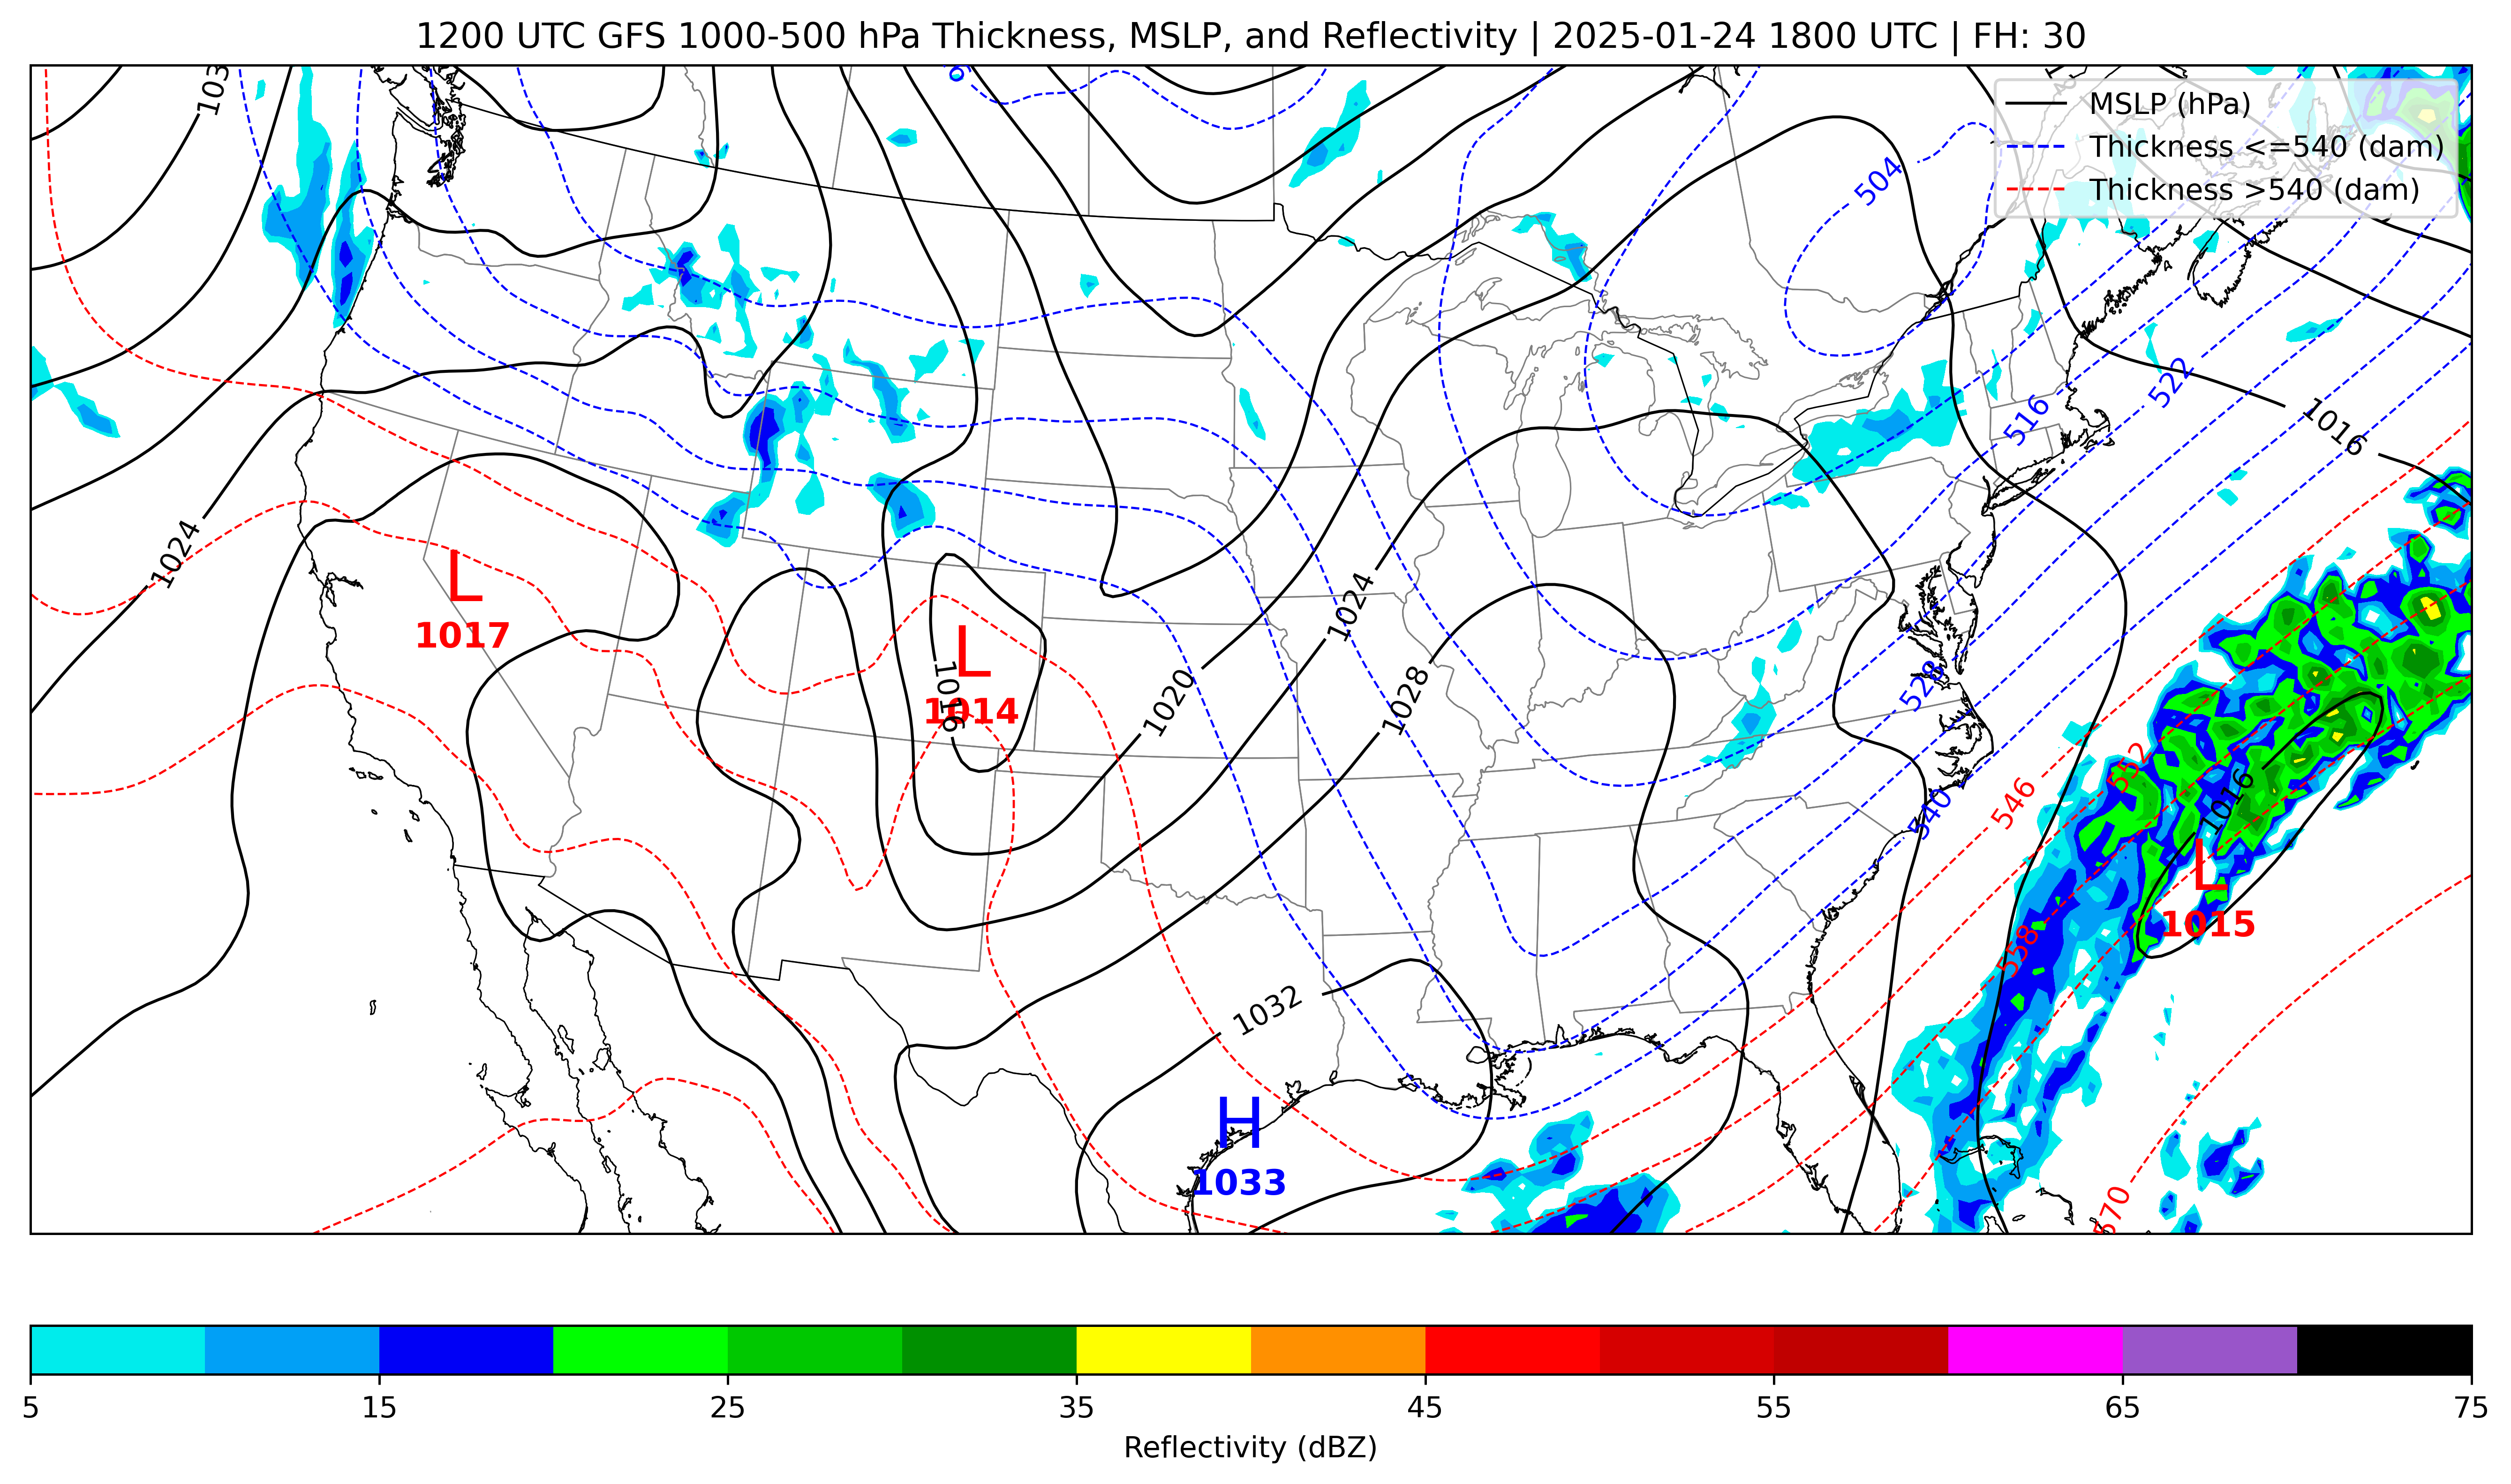 1200 UTC GFS 1000-500 hPa Thickness, MSLP, and Reflectivity | 2025-01-24 1800 UTC | FH: 30
MSLP (hPa)
Thickness <=540 (dam)
Thickness >540 (dam)
103
504
522
516
1016
1024
L
1017
1024
L
1014
1016
1020
1028
528
540
546
552
1016
L
1015
558
1032
H
1033
570
5 15 25 35 45 55 65 75
Reflectivity (dBZ)